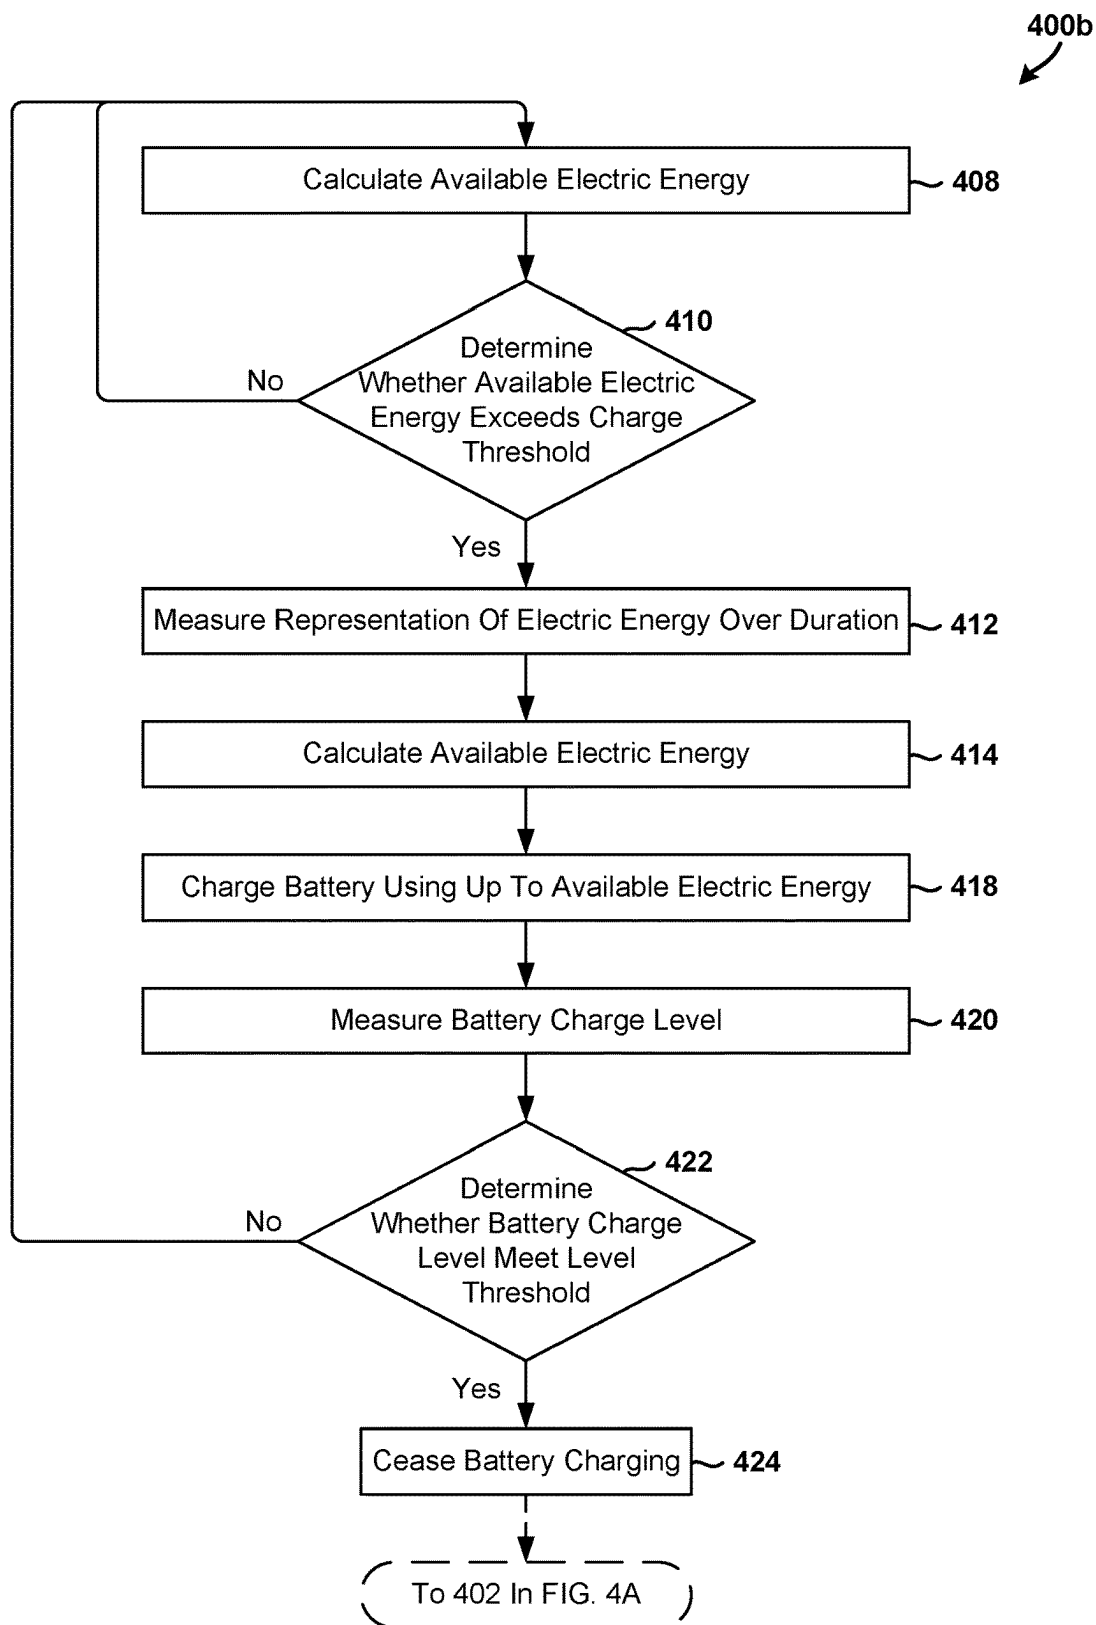 400b
Calculate Available Electric Energy
408
410
Determine
Whether Available Electric
Energy Exceeds Charge
Threshold
No
Yes
Measure Representation Of Electric Energy Over Duration
412
Calculate Available Electric Energy
414
Charge Battery Using Up To Available Electric Energy
418
Measure Battery Charge Level
420
422
Determine
Whether Battery Charge
Level Meet Level
Threshold
No
Yes
Cease Battery Charging
424
To 402 In FIG. 4A